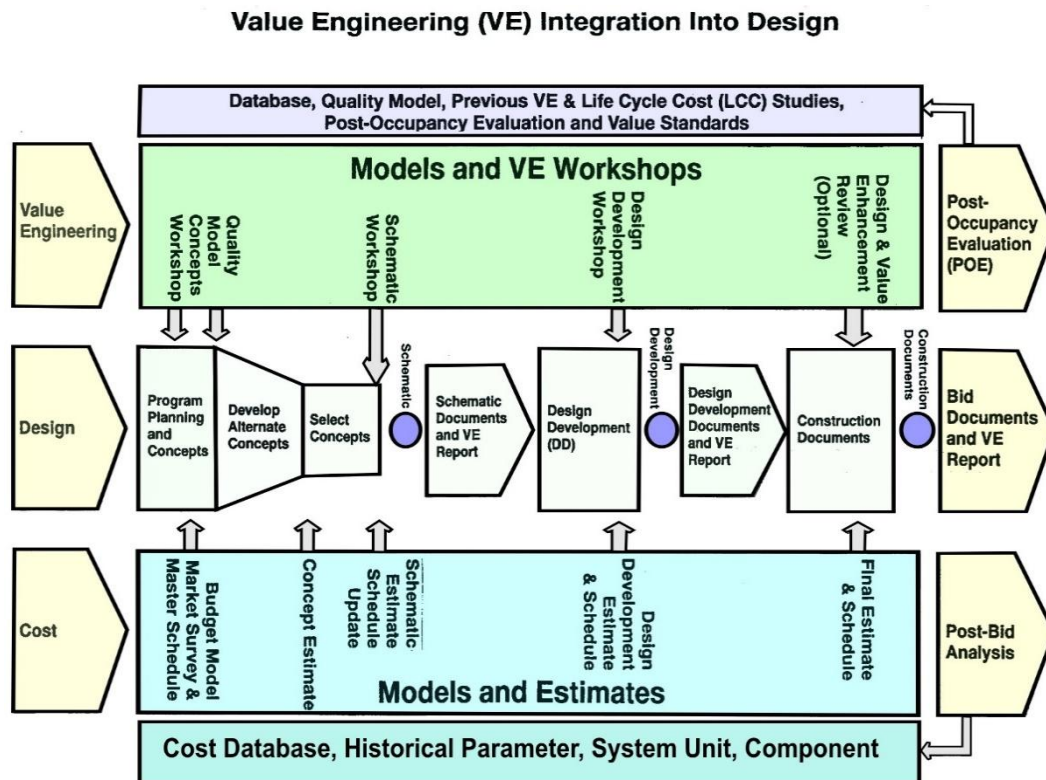 Value Engineering (VE) Integration Into Design
Database, Quality Model, Previous VE & Life Cycle Cost (LCC) Studies,
Post-Occupancy Evaluation and Value Standards
Value
Engineering
Models and VE Workshops
Concepts
Workshop
Quality
Model
Schematic
Workshop
Design
Development
Workshop
Design & Value
Enhancement
Review
(Optional)
Post-
Occupancy
Evaluation
(POE)
Design
Program
Planning
and
Concepts
Develop
Alternate
Concepts
Select
Concepts
Schematic
Schematic
Documents
and VE
Report
Design
Development
(DD)
Design
Development
Design
Development
Documents
and VE
Report
Construction
Documents
Construction
Documents
Bid
Documents
and VE
Report
Cost
Budget Model
Market Survey &
Master Schedule
Concept Estimate
Schematic
Estimate
Schedule
Update
Design
Development
Estimate
& Schedule
Final Estimate
& Schedule
Models and Estimates
Post-Bid
Analysis
Cost Database, Historical Parameter, System Unit, Component